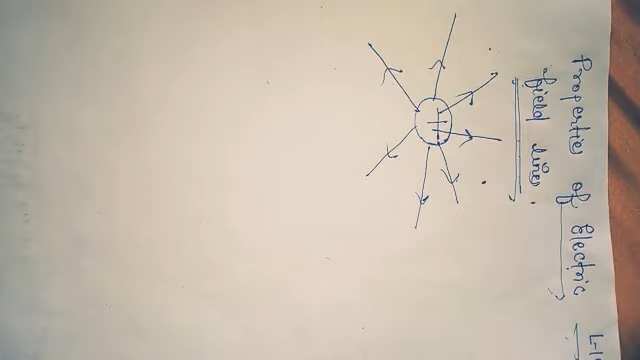 Properties of Electric
field lines.
+